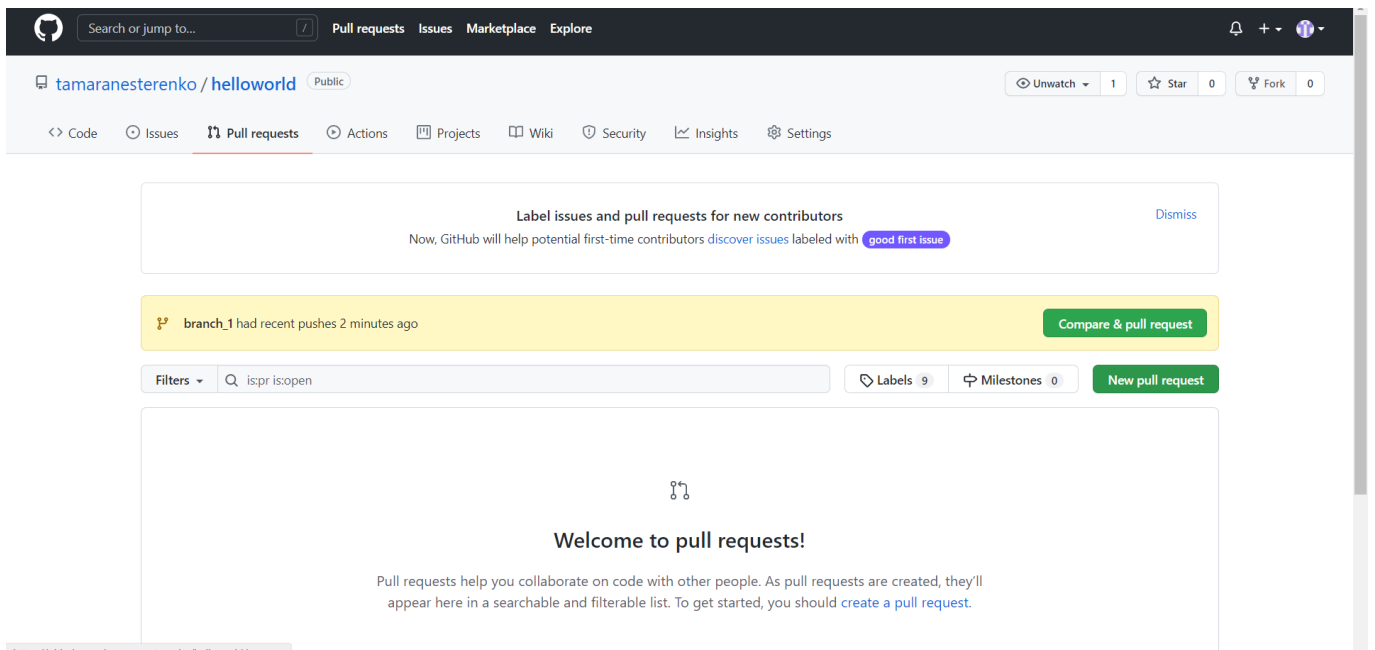 Search or jump to... / Pull requests Issues Marketplace Explore
tamaranesterenko / helloworld Public Unwatch 1 Star 0 Fork 0
<> Code Issues Pull requests Actions Projects Wiki Security Insights Settings
Label issues and pull requests for new contributors Dismiss
Now, GitHub will help potential first-time contributors discover issues labeled with good first issue
branch_1 had recent pushes 2 minutes ago Compare & pull request
Filters is:pr is:open Labels 9 Milestones 0 New pull request
Welcome to pull requests!
Pull requests help you collaborate on code with other people. As pull requests are created, they'll
appear here in a searchable and filterable list. To get started, you should create a pull request.